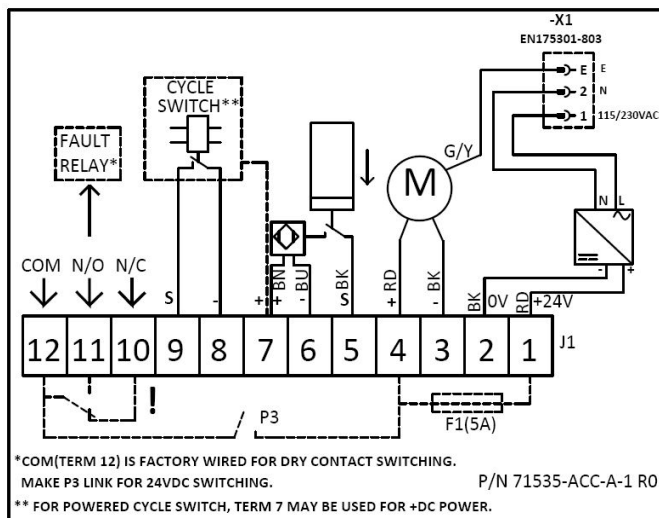 -X1
EN175301-803
E E
2 N
1 115/230VAC
CYCLE
SWITCH**
FAULT
RELAY*
G/Y
M
N L
- +
COM N/O N/C
S - + + BN - BU S BK + RD - BK BK 0V RD +24V
12 11 10 9 8 7 6 5 4 3 2 1 J1
! P3
F1(5A)
*COM(TERM 12) IS FACTORY WIRED FOR DRY CONTACT SWITCHING.
MAKE P3 LINK FOR 24VDC SWITCHING.
P/N 71535-ACC-A-1 R0
** FOR POWERED CYCLE SWITCH, TERM 7 MAY BE USED FOR +DC POWER.